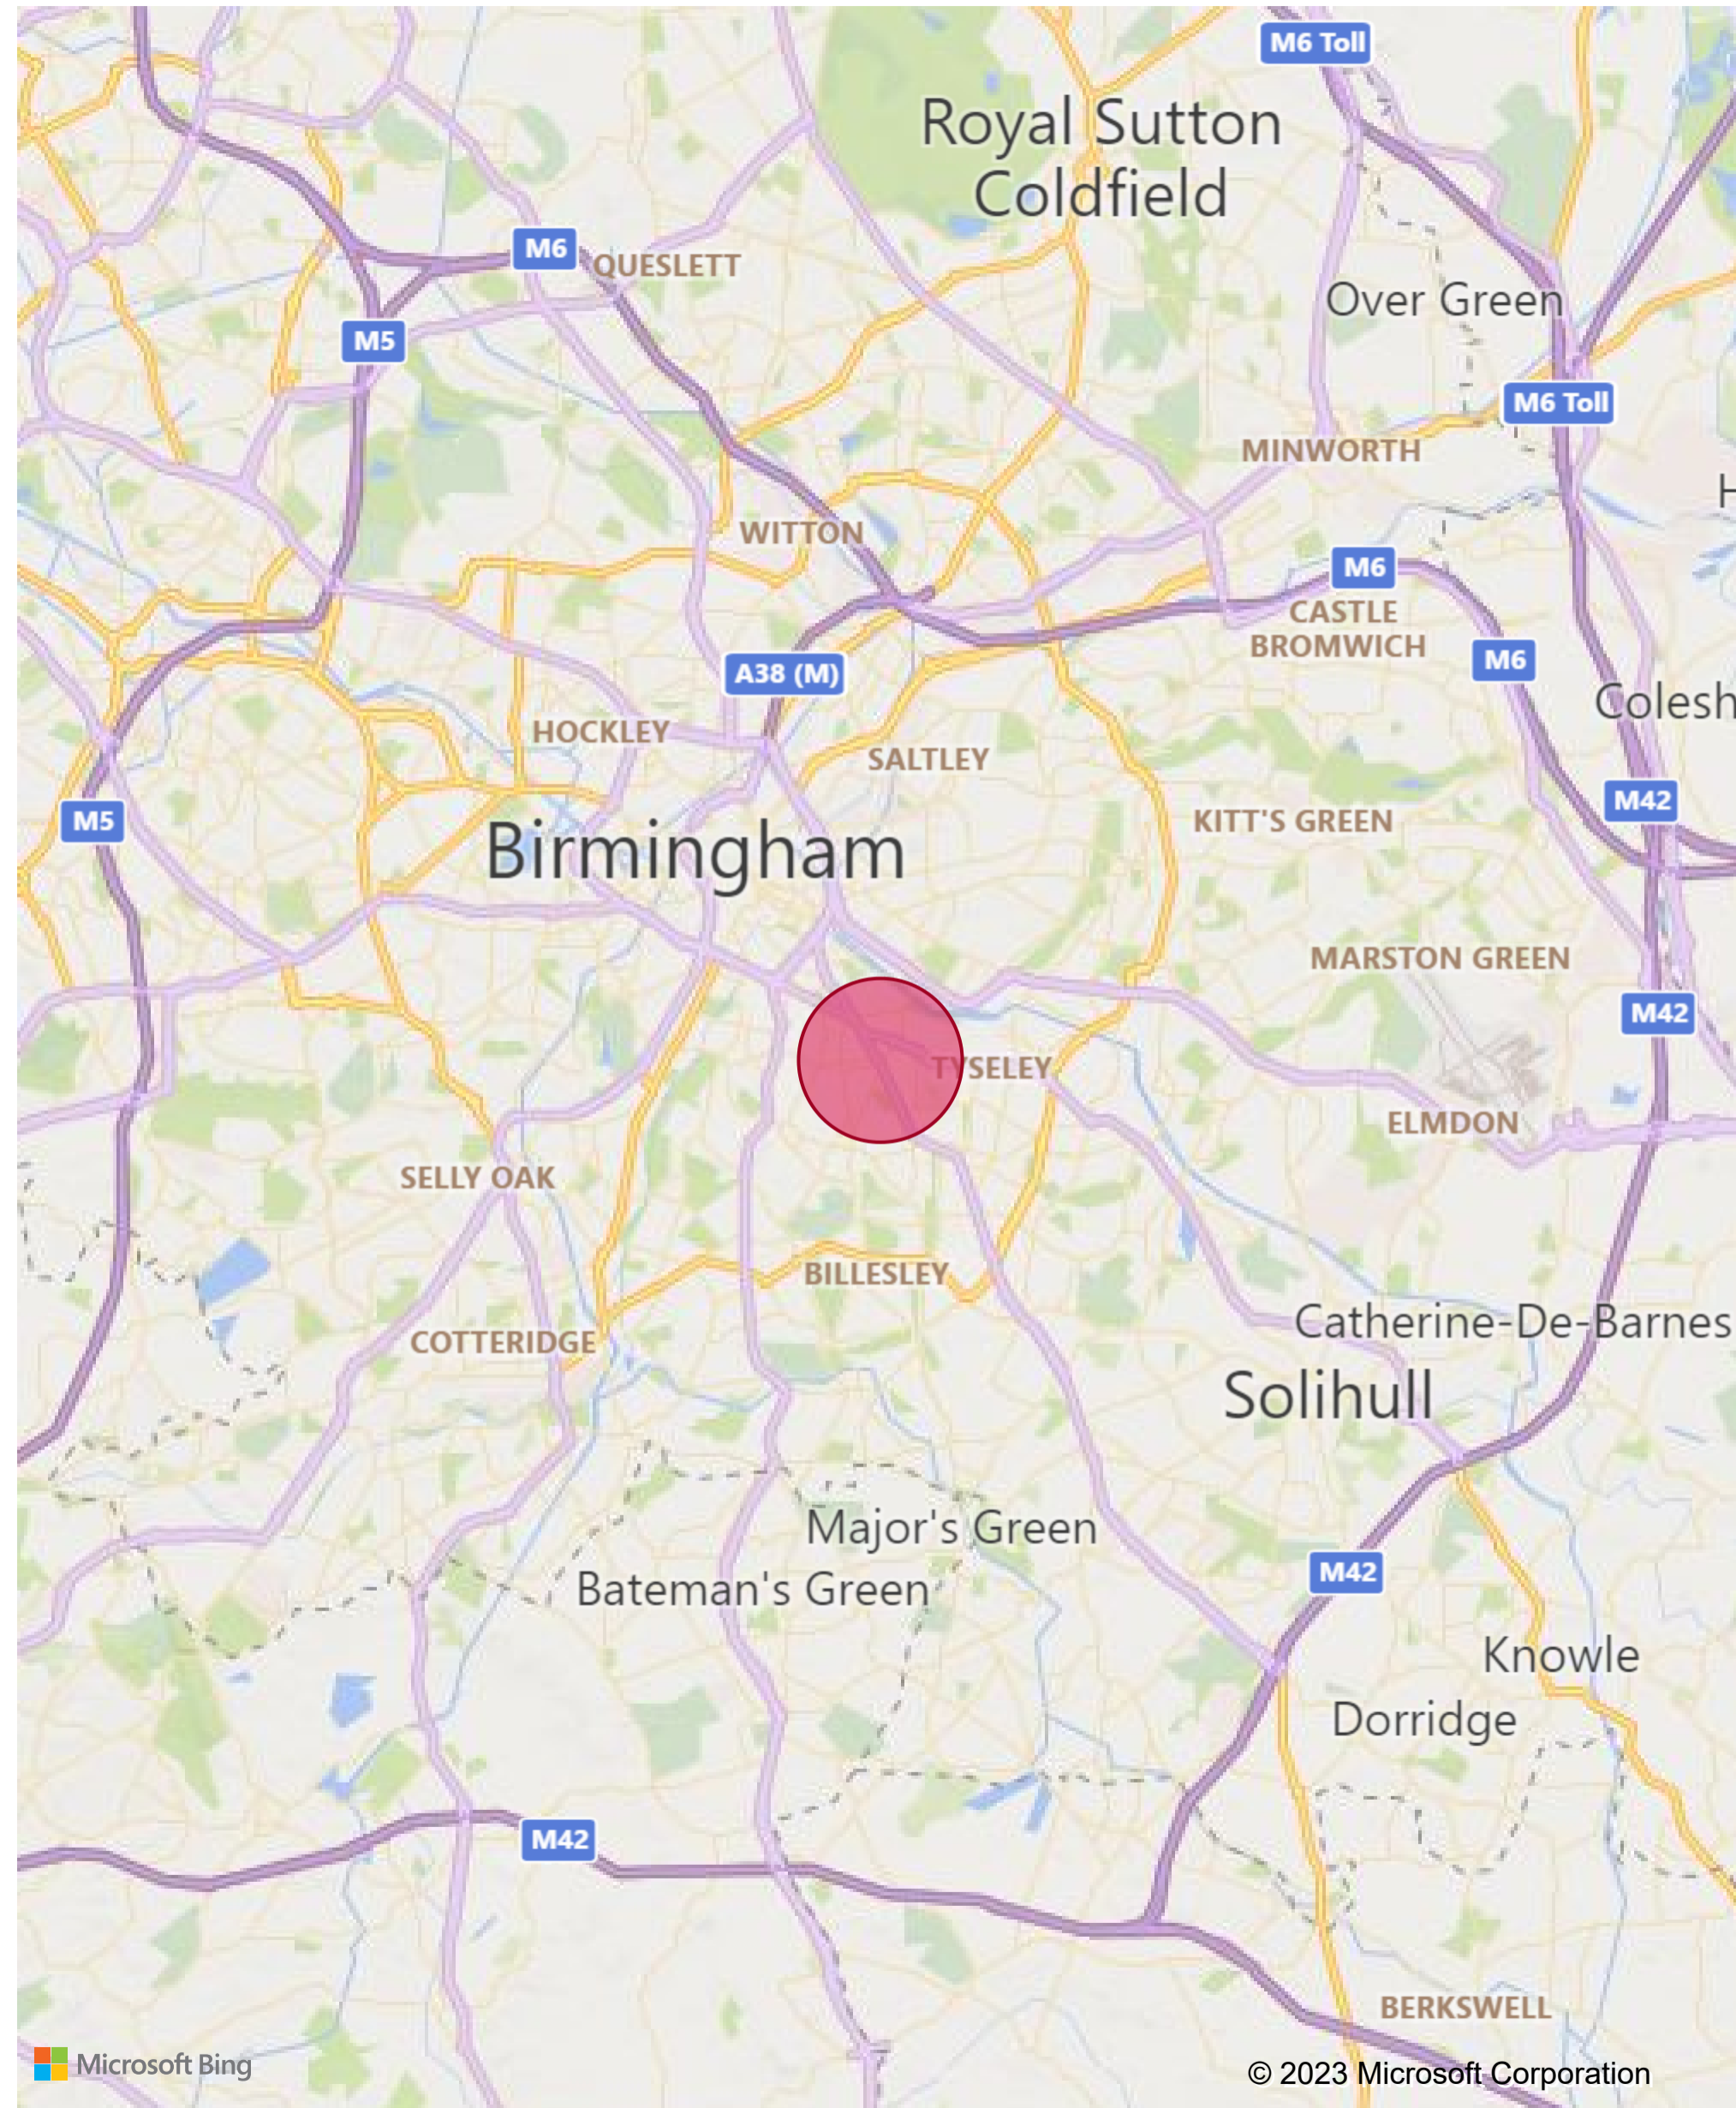 M6 Toll
Royal Sutton
Coldfield
M6
QUESLETT
Over Green
M5
M6 Toll
MINWORTH
H
WITTON
M6
CASTLE
BROMWICH
M6
A38 (M)
Colesh
HOCKLEY
SALTLEY
M42
M5
KITT'S GREEN
Birmingham
MARSTON GREEN
M42
TYSELEY
ELMDON
SELLY OAK
BILLESLEY
Catherine-De-Barnes
COTTERIDGE
Solihull
Major's Green
M42
Bateman's Green
Knowle
Dorridge
M42
BERKSWELL
Microsoft Bing
© 2023 Microsoft Corporation